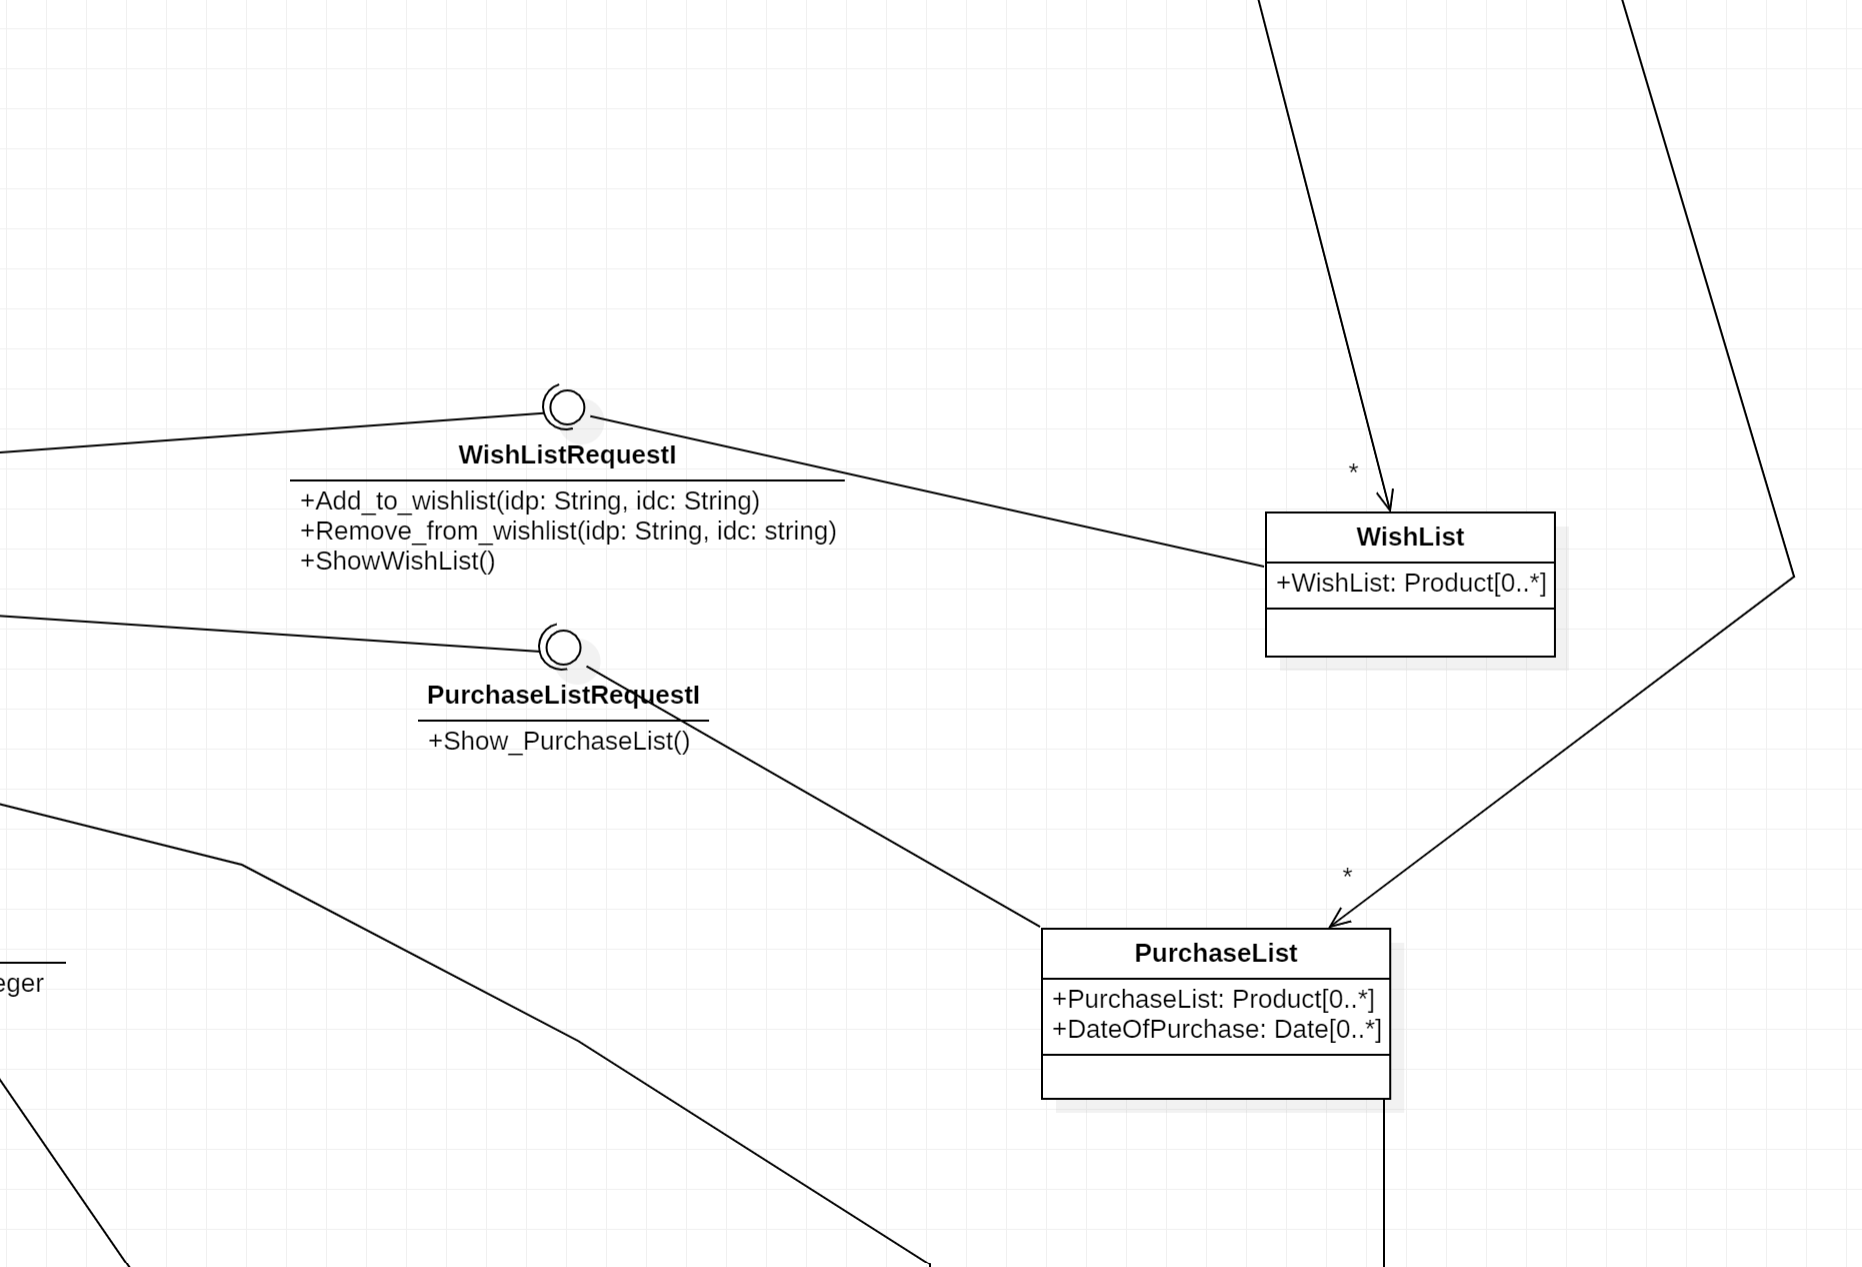 WishListRequestI
+Add_to_wishlist(idp: String, idc: String)
+Remove_from_wishlist(idp: String, idc: string)
+ShowWishList()
*
WishList
+WishList: Product[0..*]
PurchaseListRequestI
+Show_PurchaseList()
*
PurchaseList
+PurchaseList: Product[0..*]
+DateOfPurchase: Date[0..*]
eger